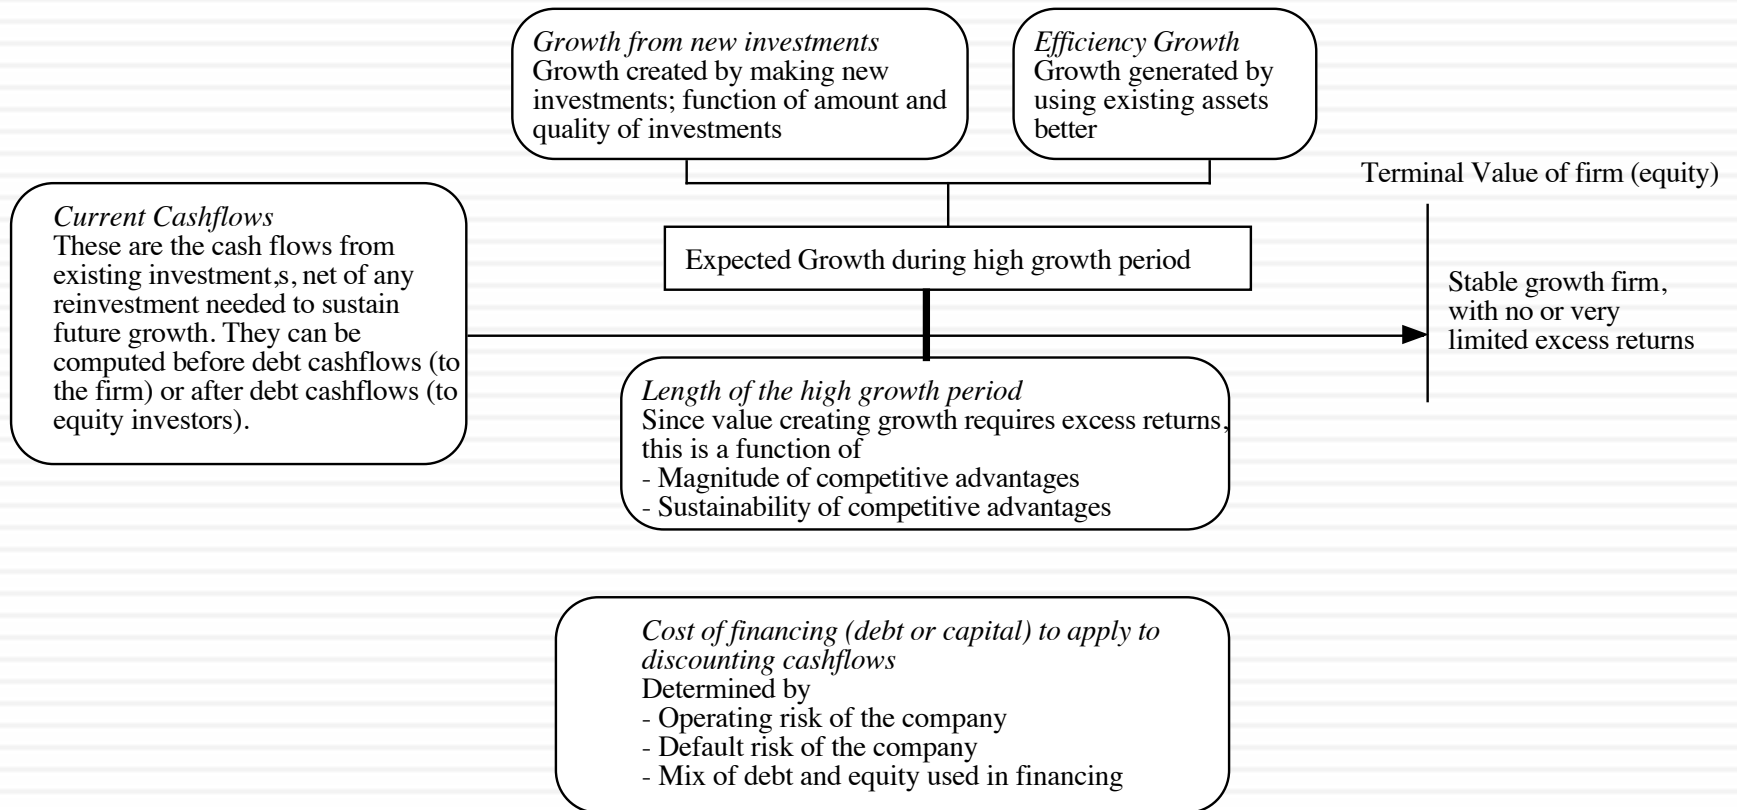 Growth from new investments
Growth created by making new
investments; function of amount and
quality of investments
Efficiency Growth
Growth generated by
using existing assets
better
Terminal Value of firm (equity)
Current Cashflows
These are the cash flows from
existing investment,s, net of any
reinvestment needed to sustain
future growth. They can be
computed before debt cashflows (to
the firm) or after debt cashflows (to
equity investors).
Expected Growth during high growth period
Stable growth firm,
with no or very
limited excess returns
Length of the high growth period
Since value creating growth requires excess returns,
this is a function of
- Magnitude of competitive advantages
- Sustainability of competitive advantages
Cost of financing (debt or capital) to apply to
discounting cashflows
Determined by
- Operating risk of the company
- Default risk of the company
- Mix of debt and equity used in financing